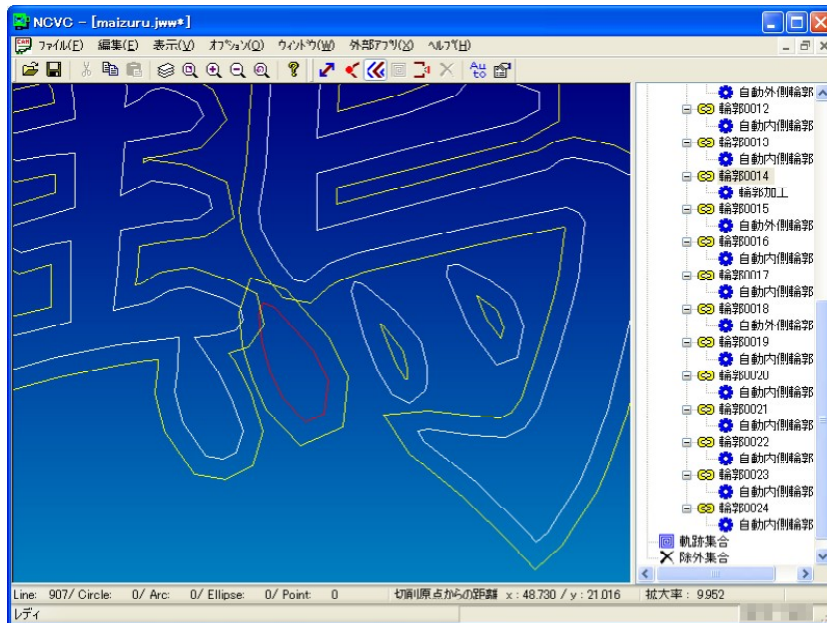 NCVC - [maizuru.jww*]
ファイル(F) 編集(E) 表示(V) オプション(O) ウィンドウ(W) 外部アプリ(X) ヘルプ(H)
Au to
自動外側輪郭
輪郭0012
自動内側輪郭
輪郭0013
自動内側輪郭
輪郭0014
輪郭加工
輪郭0015
自動外側輪郭
輪郭0016
自動内側輪郭
輪郭0017
自動内側輪郭
輪郭0018
自動外側輪郭
輪郭0019
自動内側輪郭
輪郭0020
自動内側輪郭
輪郭0021
自動内側輪郭
輪郭0022
自動内側輪郭
輪郭0023
自動内側輪郭
輪郭0024
自動内側輪郭
軌跡集合
除外集合
Line: 907/ Circle: 0/ Arc: 0/ Ellipse: 0/ Point: 0 切削原点からの距離 x : 48.730 / y : 21.016 拡大率 : 9.952
レディ